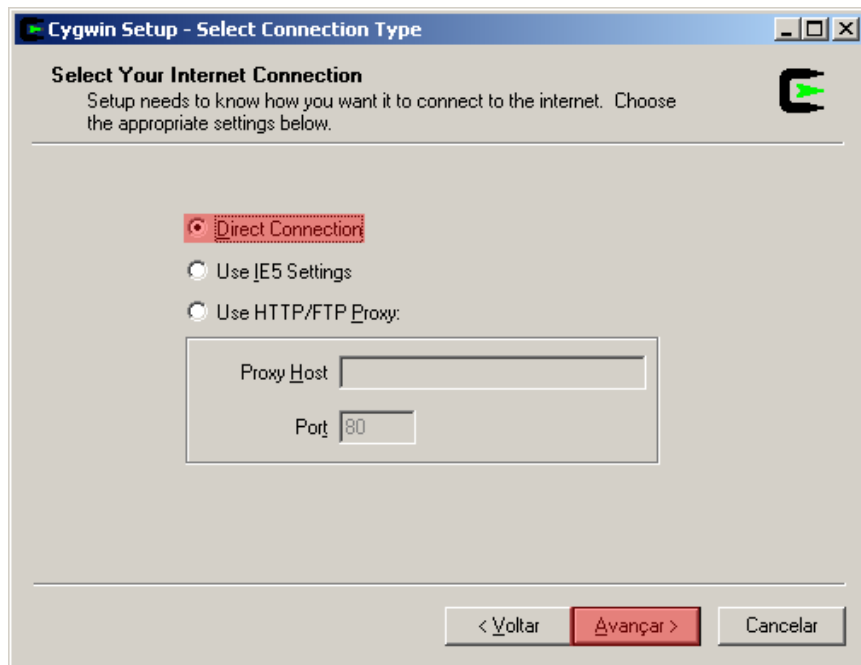 Cygwin Setup - Select Connection Type
Select Your Internet Connection
Setup needs to know how you want it to connect to the internet. Choose
the appropriate settings below.
Direct Connection
Use IE5 Settings
Use HTTP/FTP Proxy:
Proxy Host
Port 80
< Voltar Avançar > Cancelar